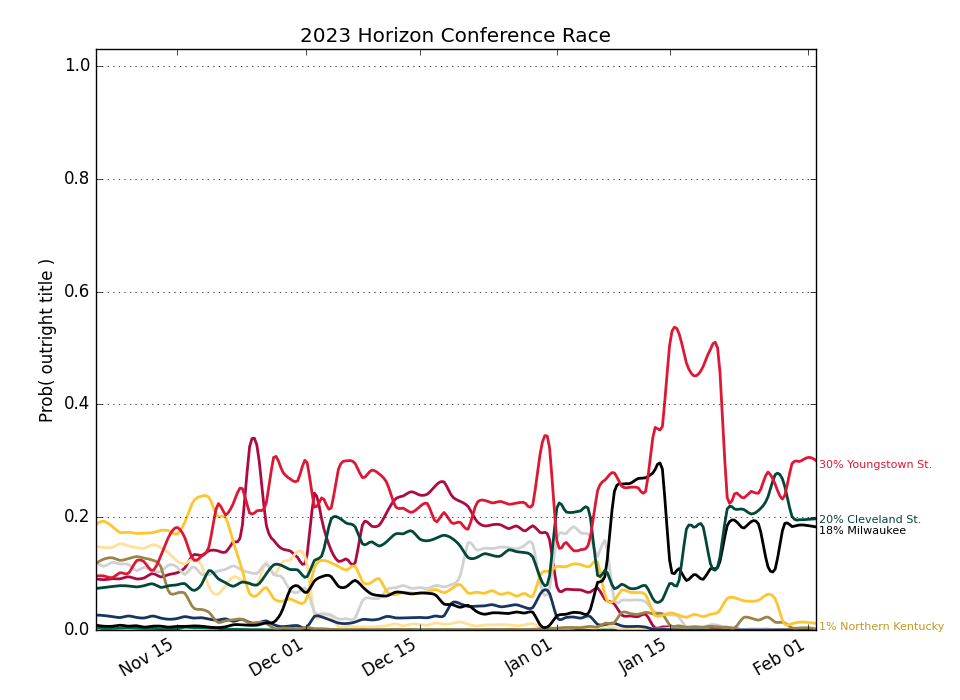 2023 Horizon Conference Race
Prob( outright title )
1.0
0.8
0.6
0.4
0.2
0.0
30% Youngstown St.
20% Cleveland St.
18% Milwaukee
1% Northern Kentucky
Nov 15
Dec 01
Dec 15
Jan 01
Jan 15
Feb 01